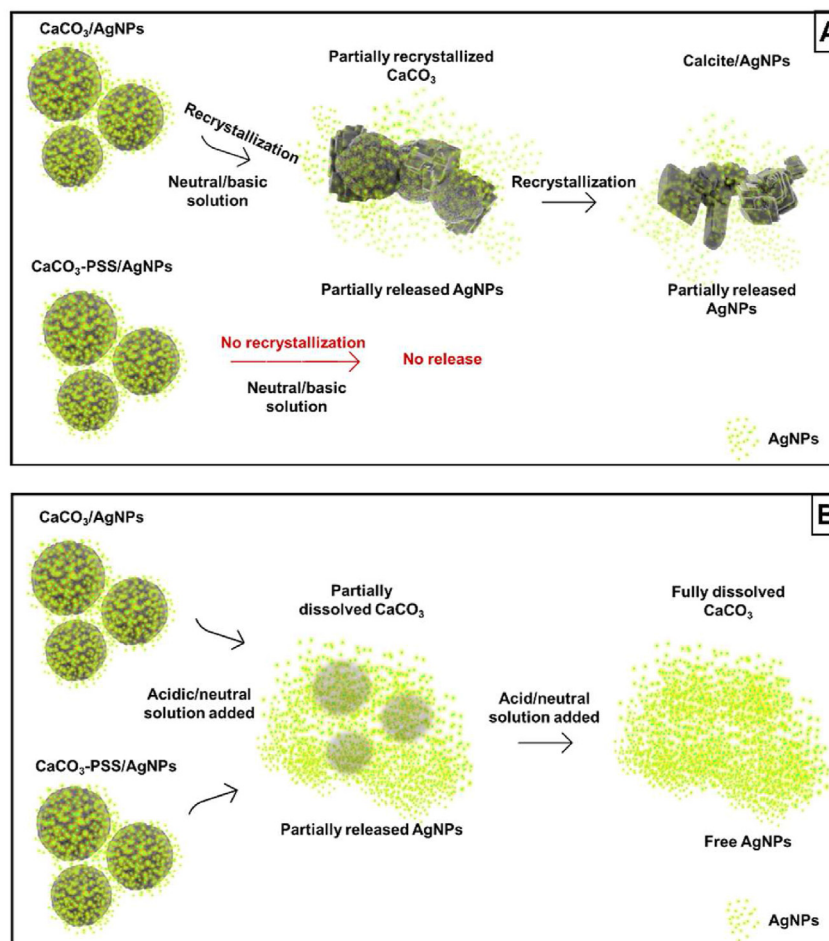 A
CaCO₃/AgNPs
Recrystallization
Neutral/basic
solution
Partially recrystallized
CaCO₃
Partially released AgNPs
Recrystallization
Calcite/AgNPs
Partially released
AgNPs
CaCO₃-PSS/AgNPs
No recrystallization
Neutral/basic
solution
No release
AgNPs
B
CaCO₃/AgNPs
CaCO₃-PSS/AgNPs
Acidic/neutral
solution added
Partially
dissolved CaCO₃
Partially released AgNPs
Acid/neutral
solution added
Fully dissolved
CaCO₃
Free AgNPs
AgNPs